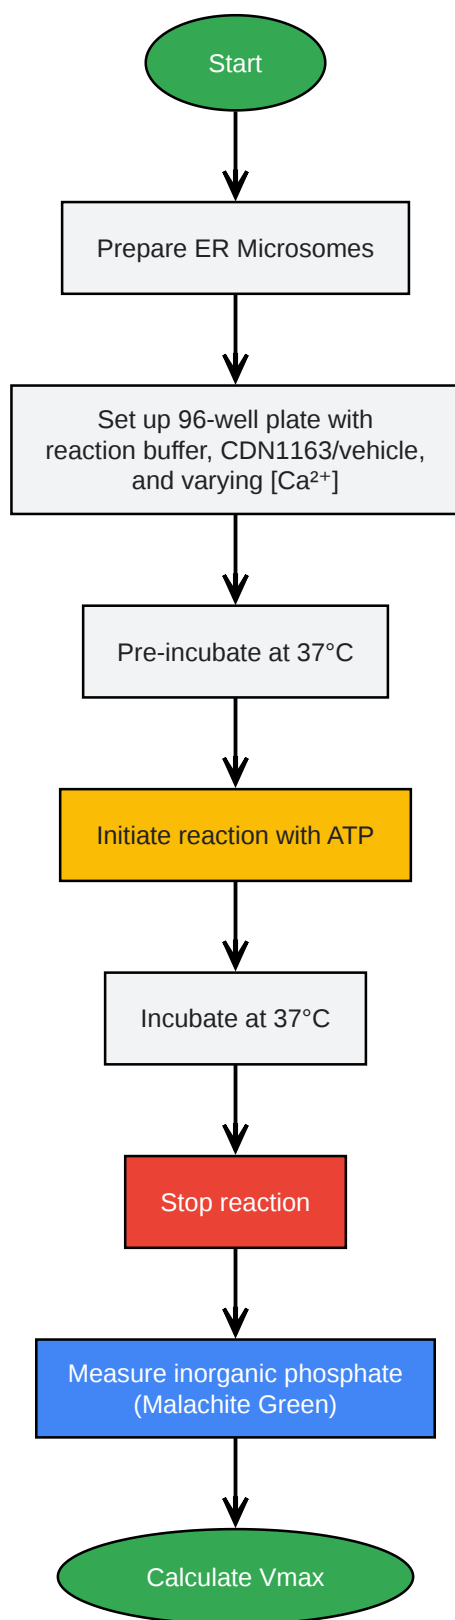 Start
Prepare ER Microsomes
Set up 96-well plate with
reaction buffer, CDN1163/vehicle,
and varying [Ca²⁺]
Pre-incubate at 37°C
Initiate reaction with ATP
Incubate at 37°C
Stop reaction
Measure inorganic phosphate
(Malachite Green)
Calculate Vmax